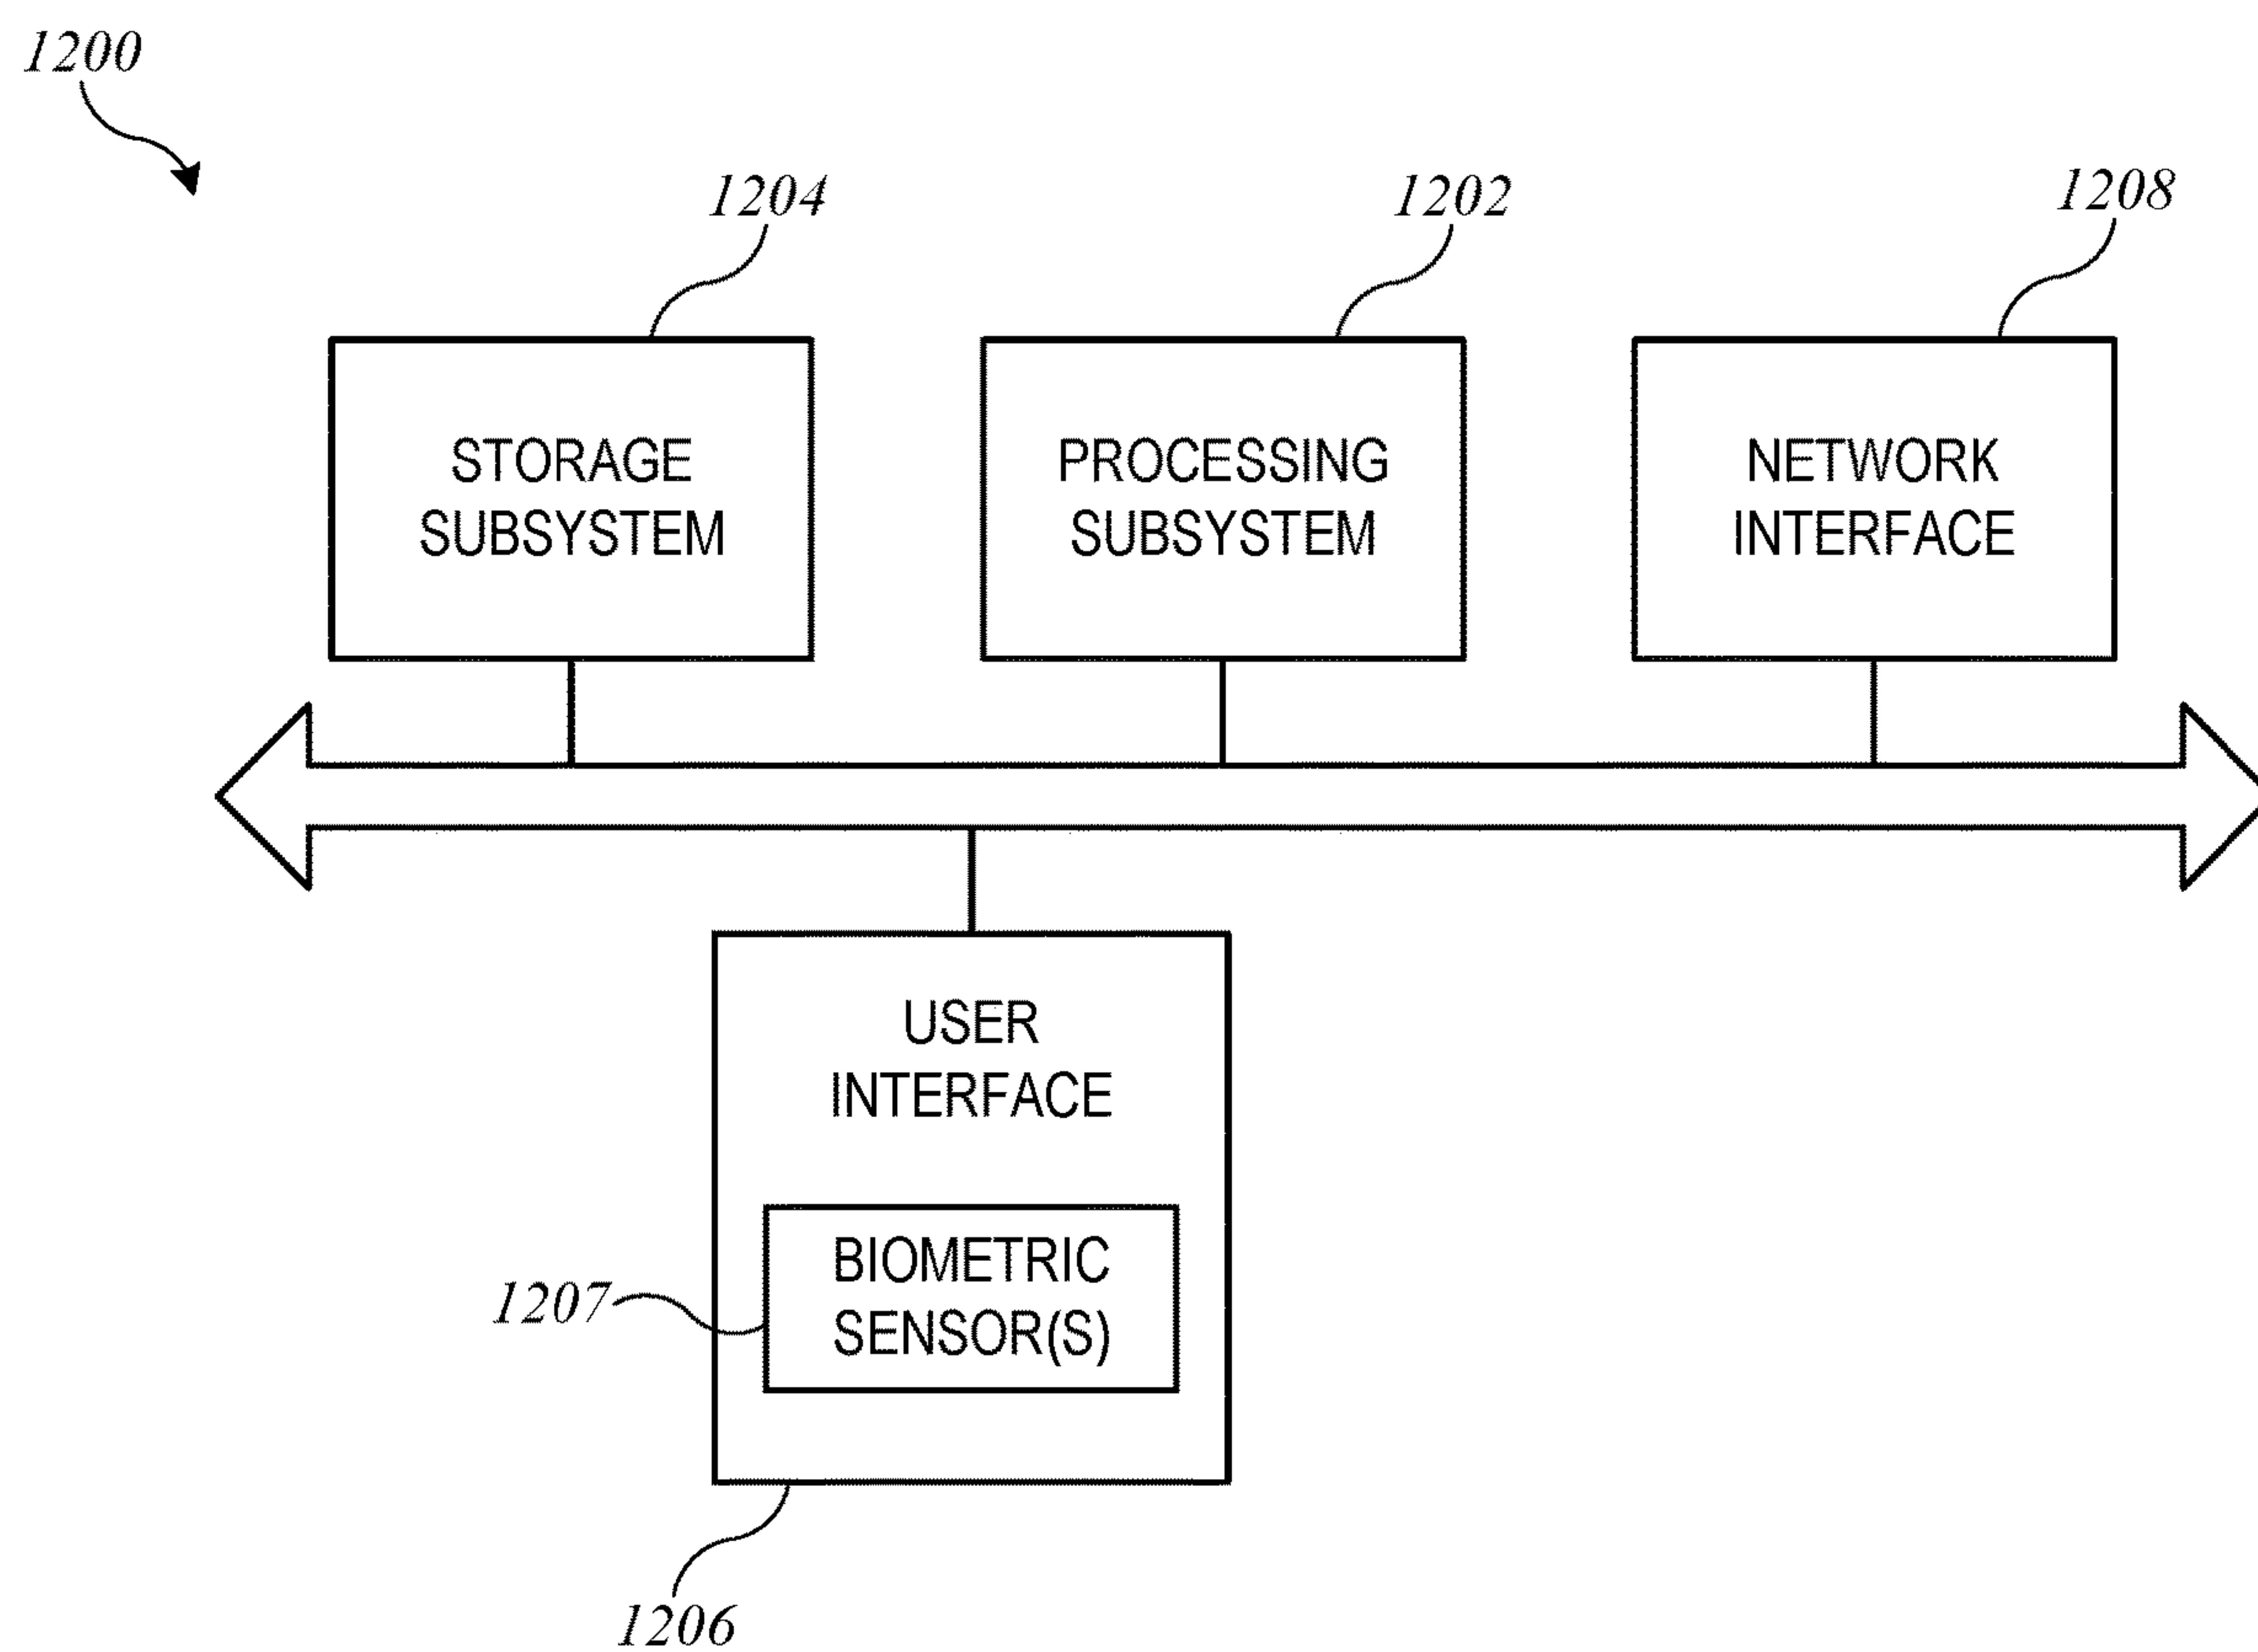 1200
1204
1202
1208
STORAGE
SUBSYSTEM
PROCESSING
SUBSYSTEM
NETWORK
INTERFACE
USER
INTERFACE
BIOMETRIC
SENSOR(S)
1207
1206